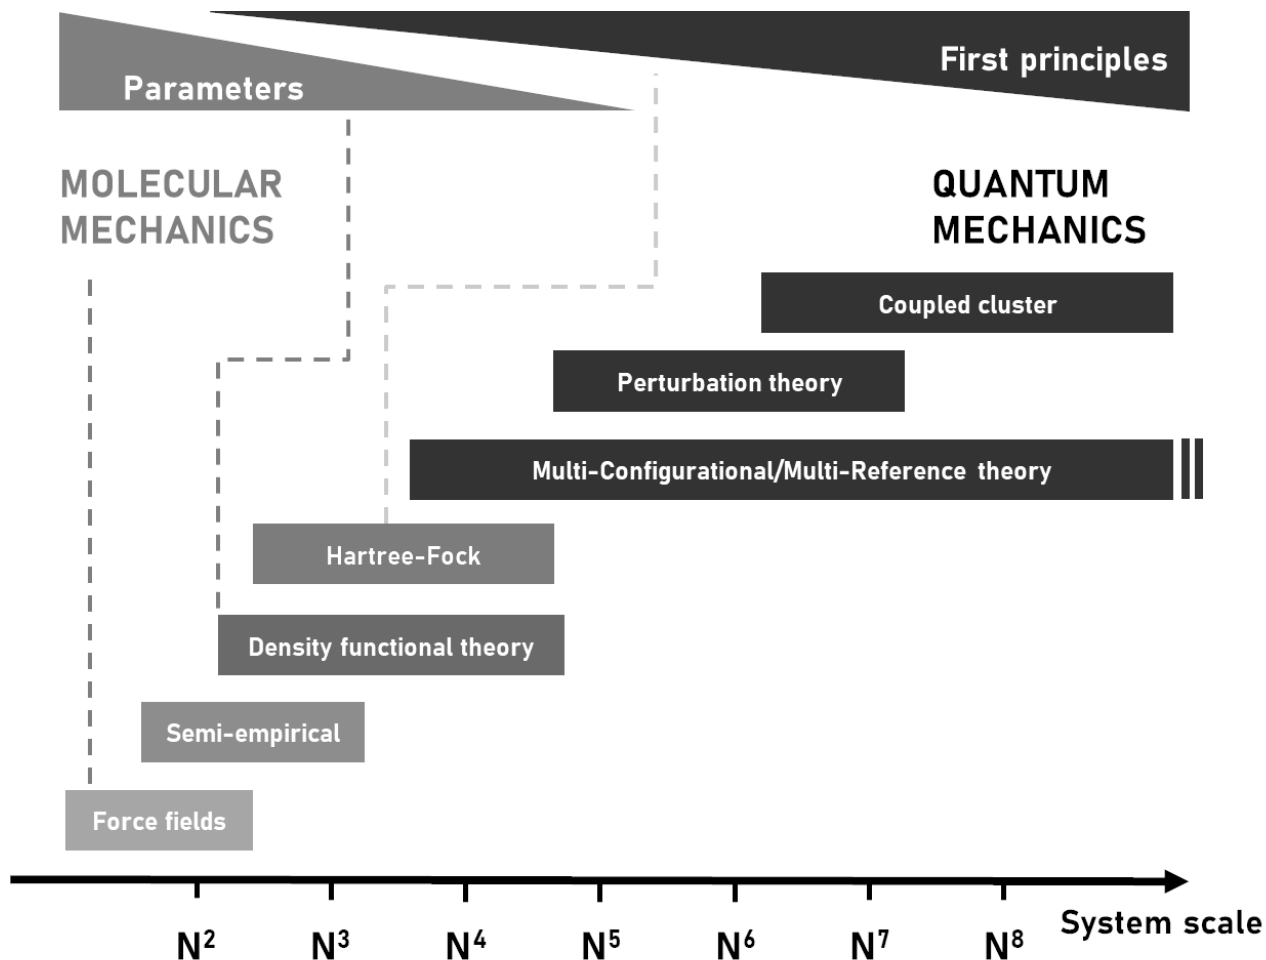 First principles
Parameters
MOLECULAR
MECHANICS
QUANTUM
MECHANICS
Coupled cluster
Perturbation theory
Multi-Configurational/Multi-Reference theory
Hartree-Fock
Density functional theory
Semi-empirical
Force fields
System scale
N² N³ N⁴ N⁵ N⁶ N⁷ N⁸